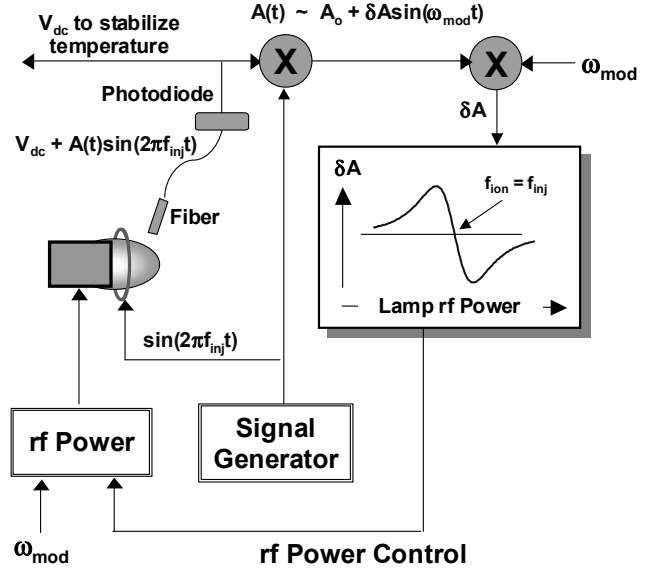 V_dc to stabilize
temperature
A(t) ~ A_o + δAsin(ω_mod t)
X
X
ω_mod
Photodiode
δA
V_dc + A(t)sin(2πf_inj t)
Fiber
δA
f_ion = f_inj
Lamp rf Power
sin(2πf_inj t)
rf Power
Signal
Generator
ω_mod
rf Power Control